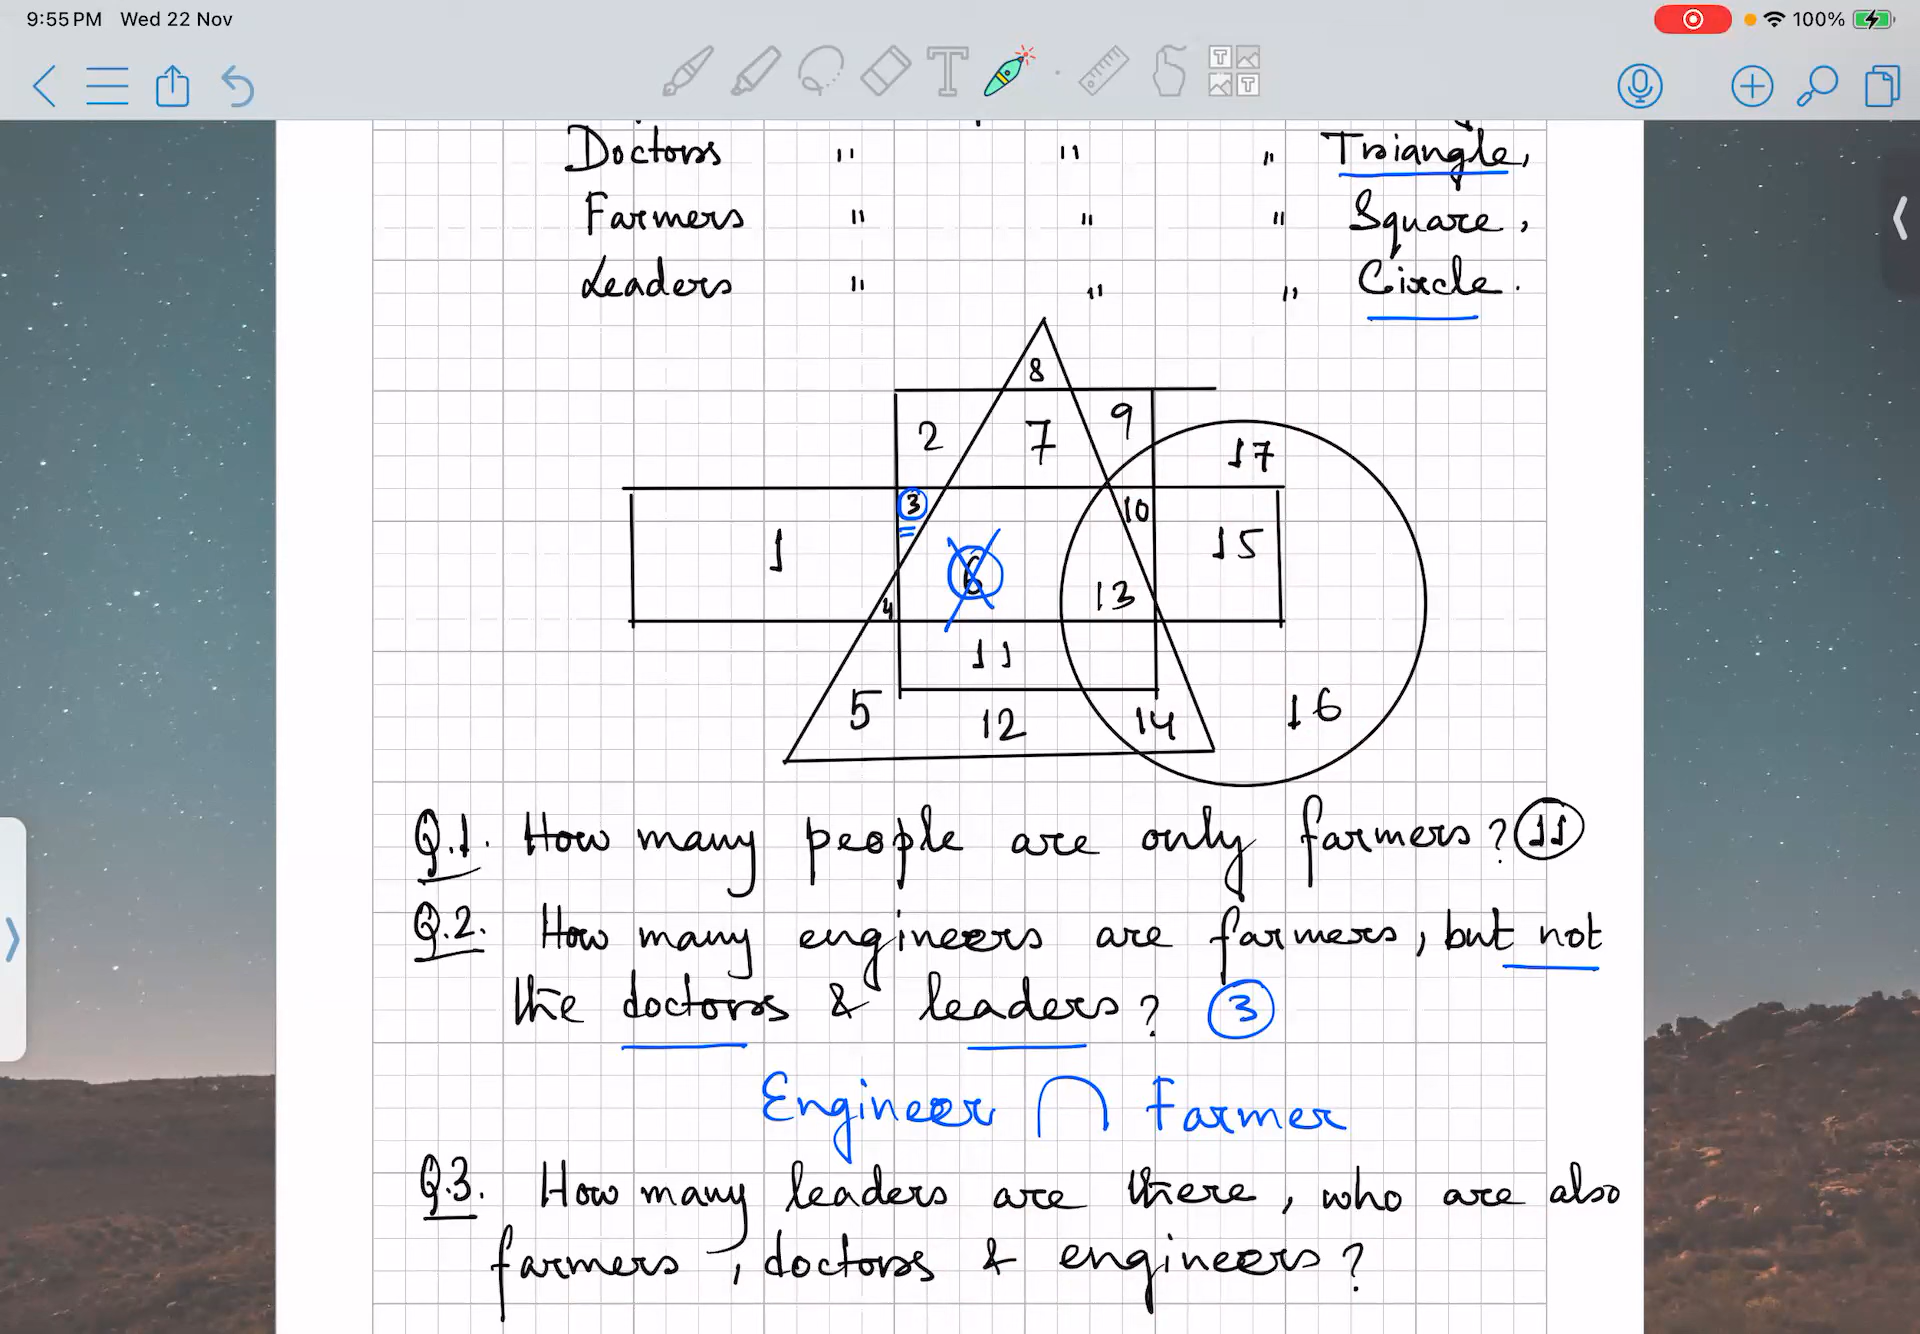 9:55 PM Wed 22 Nov
100%
Doctors " " " Triangle,
Farmers " " " Square,
Leaders " " " Circle.
8
2 7 9
17
3 10
1 6 13 15
4
11
5 12 14 16
Q.1. How many people are only farmers? 11
Q.2. How many engineers are farmers, but not
the doctors & leaders? 3
Engineer ∩ Farmer
Q.3. How many leaders are there, who are also
farmers, doctors & engineers?